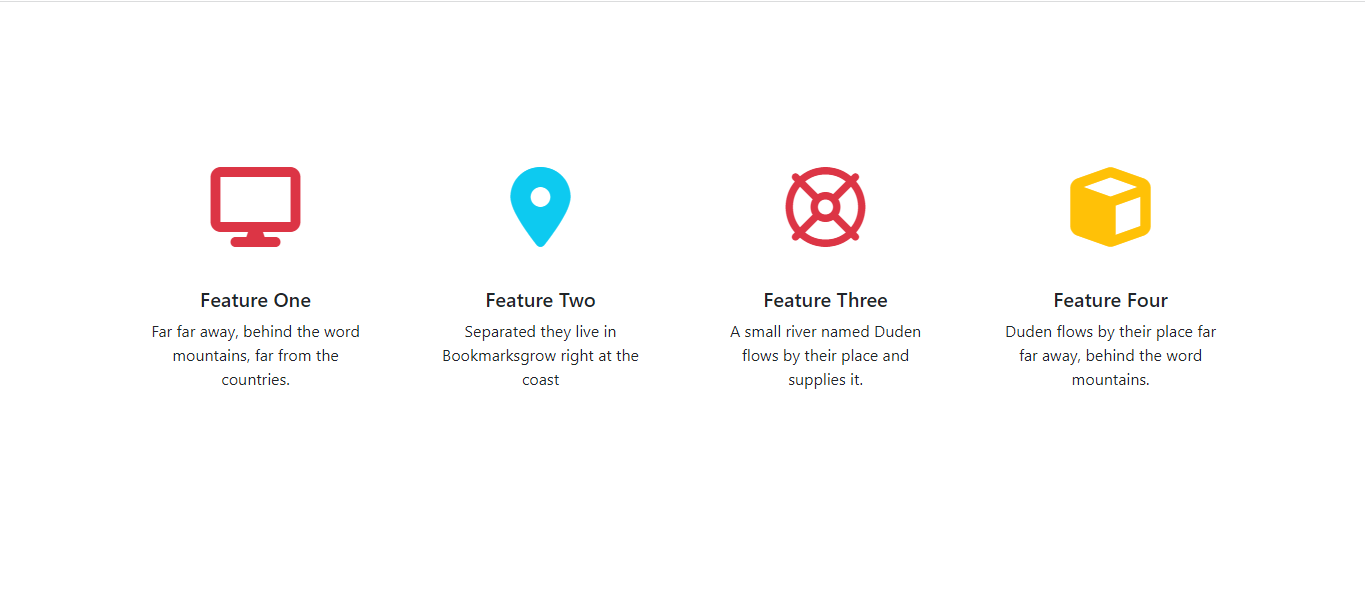 Feature One
Far far away, behind the word
mountains, far from the
countries.
Feature Two
Separated they live in
Bookmarksgrow right at the
coast
Feature Three
A small river named Duden
flows by their place and
supplies it.
Feature Four
Duden flows by their place far
far away, behind the word
mountains.